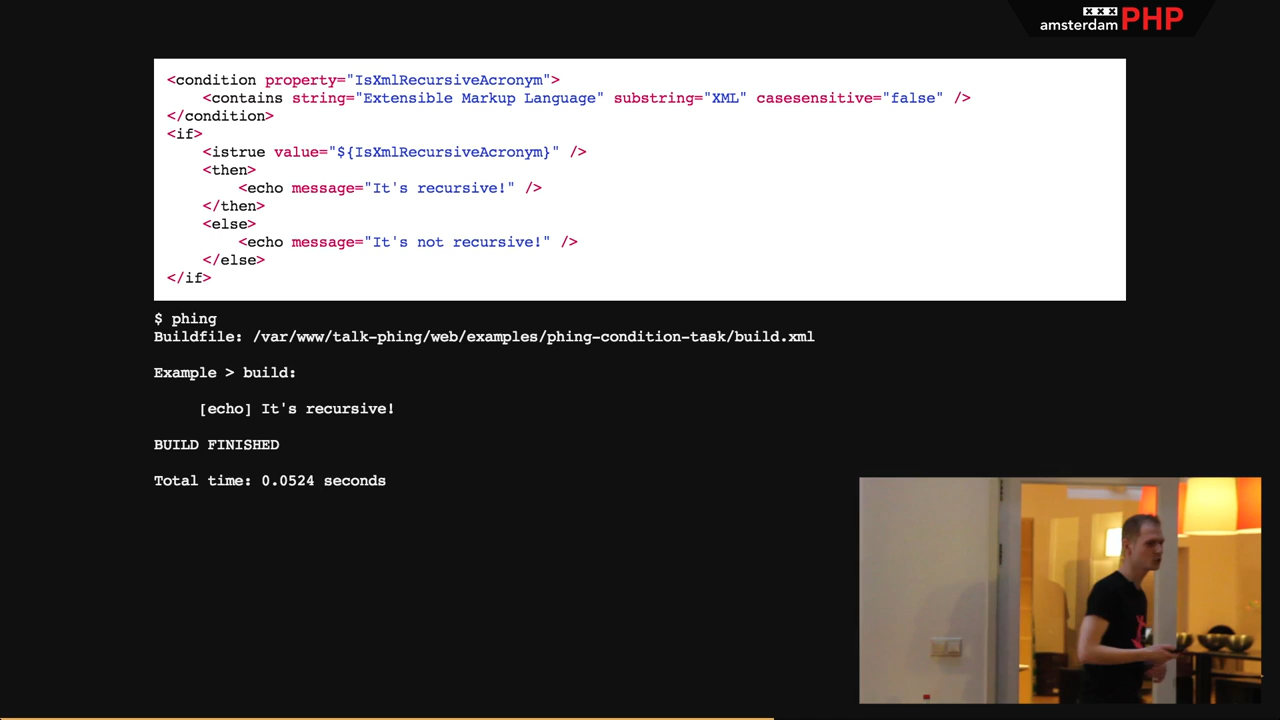 xxx
amsterdamPHP
<condition property="IsXmlRecursiveAcronym">
    <contains string="Extensible Markup Language" substring="XML" casesensitive="false" />
</condition>
<if>
    <istrue value="${IsXmlRecursiveAcronym}" />
    <then>
        <echo message="It's recursive!" />
    </then>
    <else>
        <echo message="It's not recursive!" />
    </else>
</if>
$ phing
Buildfile: /var/www/talk-phing/web/examples/phing-condition-task/build.xml
Example > build:
     [echo] It's recursive!
BUILD FINISHED
Total time: 0.0524 seconds